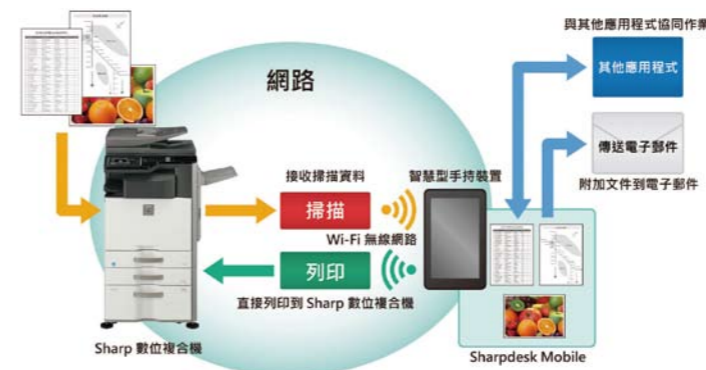 與其他應用程式協同作業
網路
其他應用程式
傳送電子郵件
附加文件到電子郵件
接收掃描資料
智慧型手持裝置
掃描
Wi-Fi 無線網路
列印
直接列印到 Sharp 數位複合機
Sharp 數位複合機
Sharpdesk Mobile